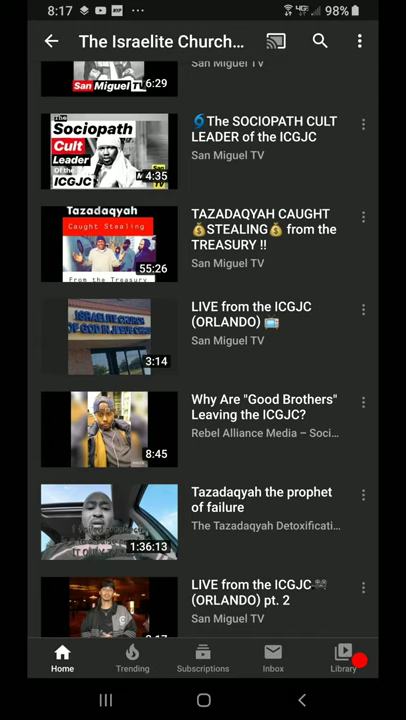 8:17
98%
The Israelite Church...
San Miguel TV
6:29
San Miguel TV
🌀The SOCIOPATH CULT
LEADER of the ICGJC
San Miguel TV
The
Sociopath
Cult
Leader
Of the
ICGJC
4:35
TAZADAQYAH CAUGHT
💰STEALING💰 from the
TREASURY !!
San Miguel TV
Tazadaqyah
Caught Stealing
From the Treasury
55:26
LIVE from the ICGJC
(ORLANDO) 📺
San Miguel TV
ISRAELITE CHURCH
OF GOD IN JESUS CHRIST
3:14
Why Are "Good Brothers"
Leaving the ICGJC?
Rebel Alliance Media – Soci...
8:45
Tazadaqyah the prophet
of failure
The Tazadaqyah Detoxificati...
1:36:13
LIVE from the ICGJC🎥
(ORLANDO) pt. 2
San Miguel TV
Home
Trending
Subscriptions
Inbox
Library